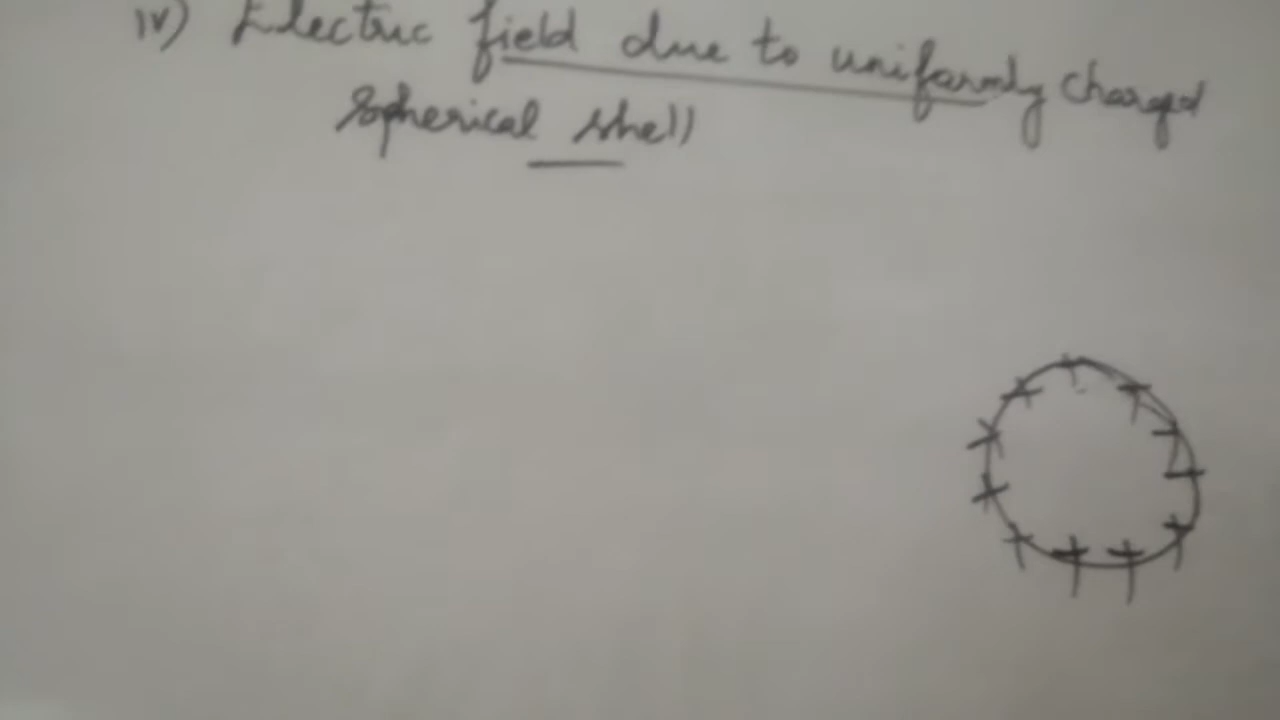 iv) Electric field due to uniformly charged
spherical shell